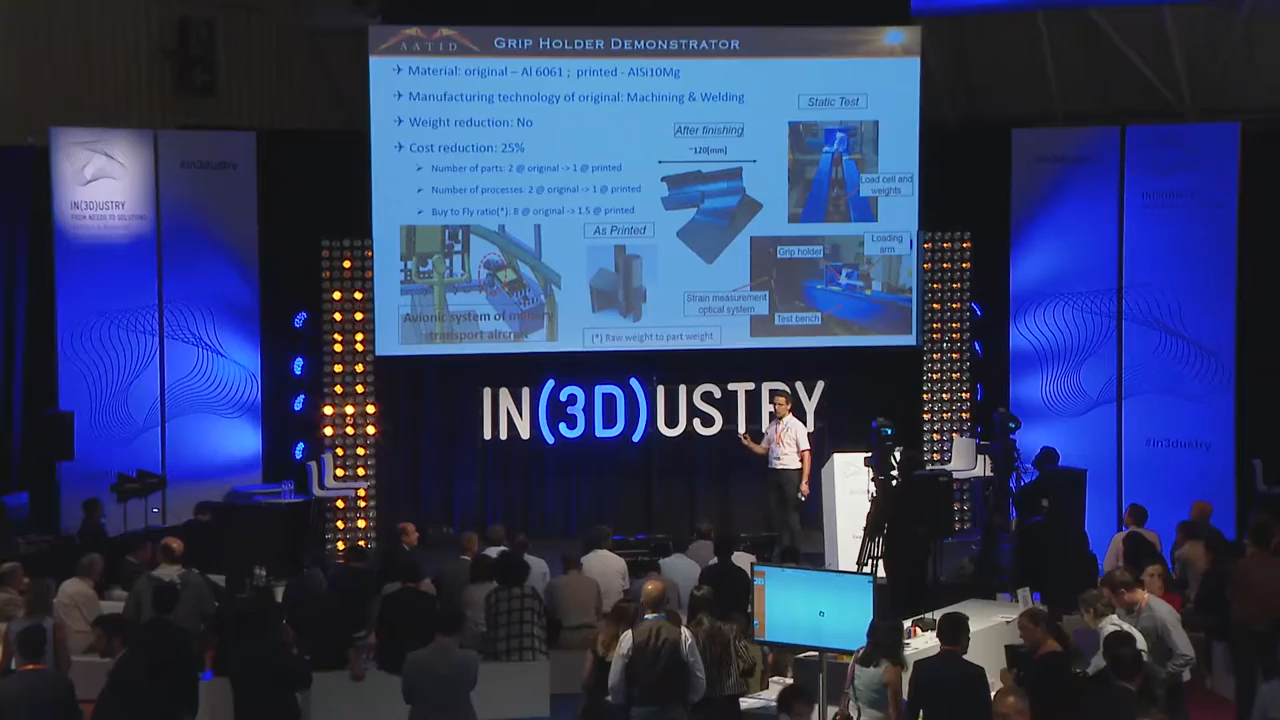 AATID
GRIP HOLDER DEMONSTRATOR
Material: original – Al 6061 ; printed - AlSi10Mg
Manufacturing technology of original: Machining & Welding
Weight reduction: No
Cost reduction: 25%
Number of parts: 2 @ original -> 1 @ printed
Number of processes: 2 @ original -> 1 @ printed
Buy to Fly ratio(*): 8 @ original -> 1.5 @ printed
After finishing
~120[mm]
Static Test
Load cell and
weights
As Printed
Grip holder
Loading
arm
Strain measurement
optical system
Test bench
Avionic system of military
transport aircraft
(*) Raw weight to part weight
IN(3D)USTRY
FROM NEEDS TO SOLUTIONS
#in3dustry
IN(3D)USTRY
#in3dustry